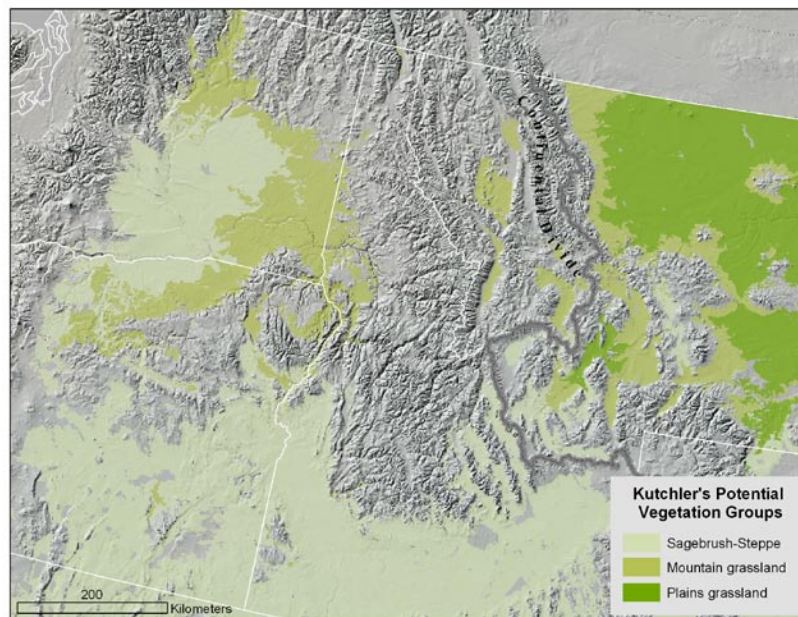 Continental Divide
Kutchler's Potential
Vegetation Groups
Sagebrush-Steppe
Mountain grassland
Plains grassland
200
Kilometers